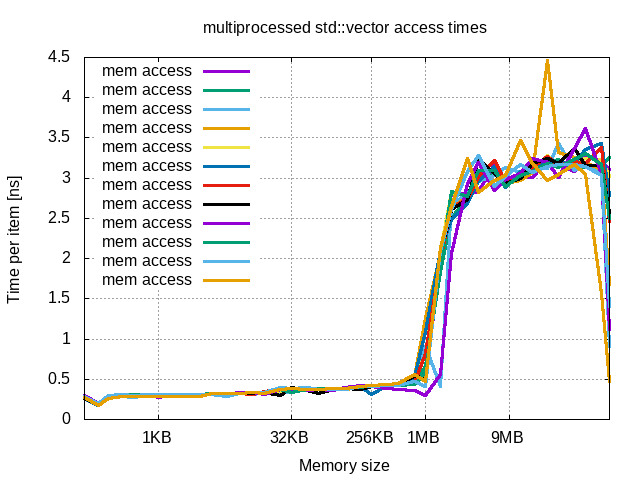 multiprocessed std::vector access times
4.5
4
3.5
3
2.5
2
1.5
1
0.5
0
Time per item [ns]
mem access
mem access
mem access
mem access
mem access
mem access
mem access
mem access
mem access
mem access
mem access
mem access
1KB 32KB 256KB 1MB 9MB
Memory size